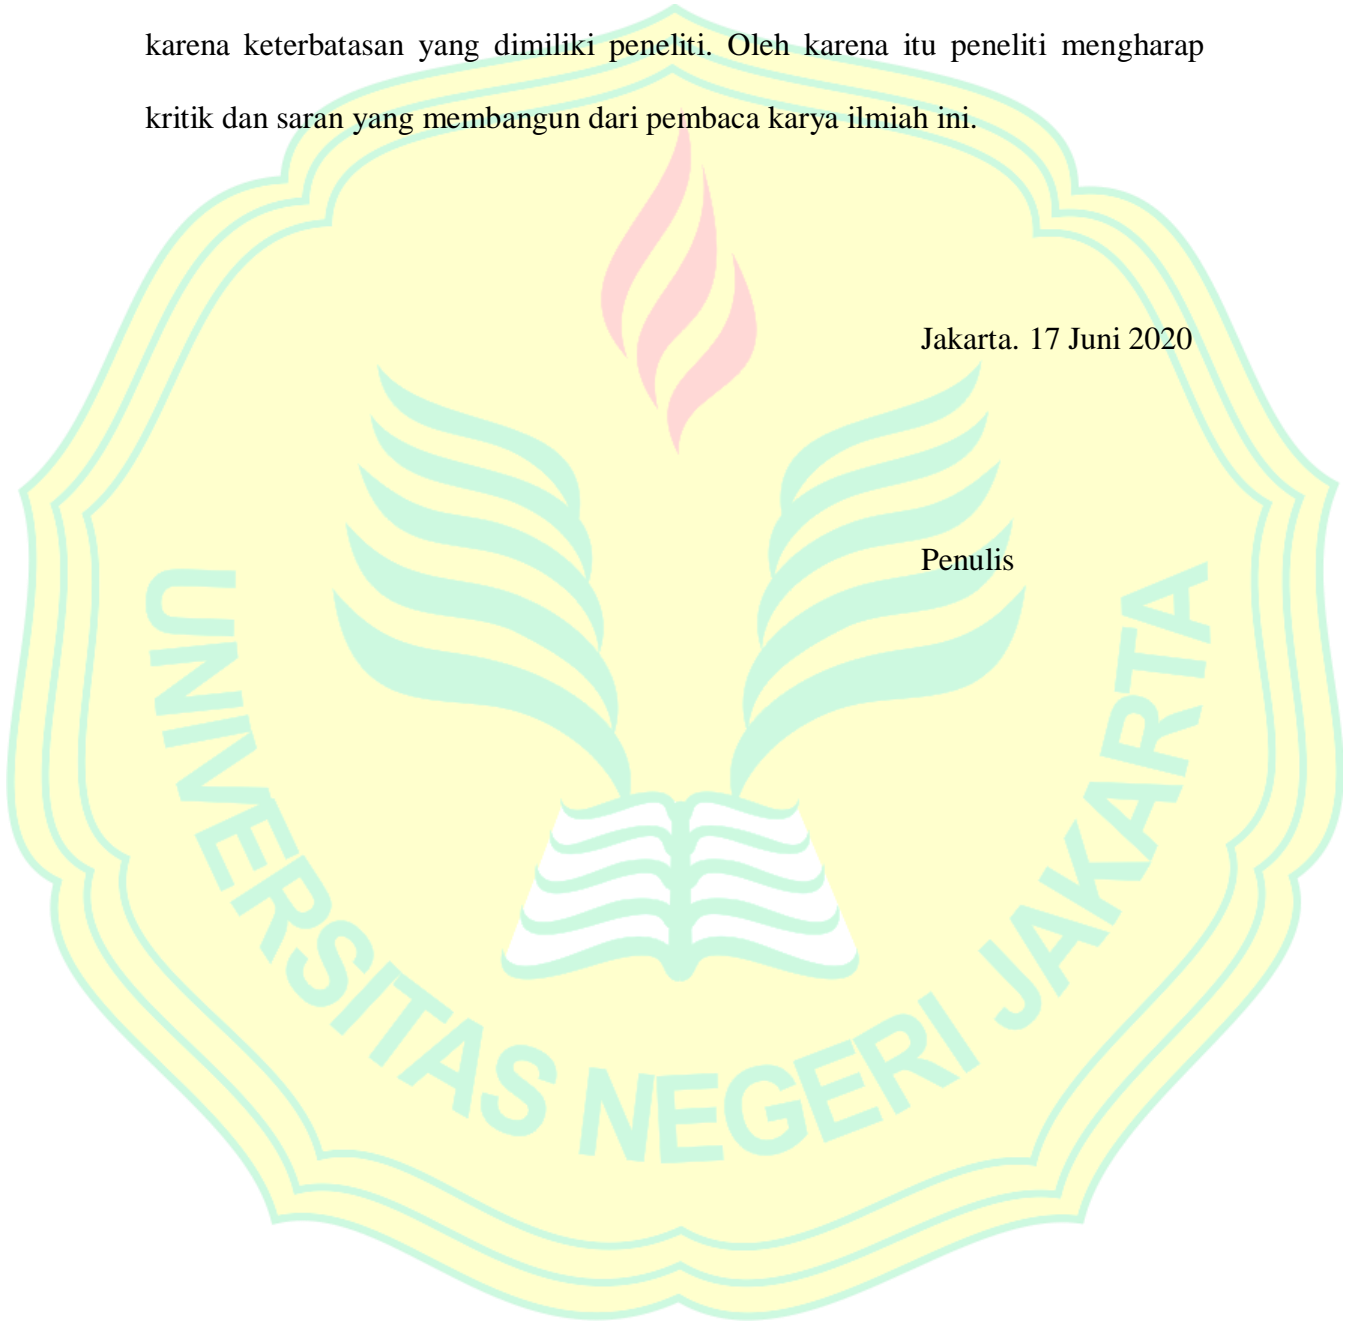 karena keterbatasan yang dimiliki peneliti. Oleh karena itu peneliti mengharap
kritik dan saran yang membangun dari pembaca karya ilmiah ini.
Jakarta. 17 Juni 2020
Penulis
UNIVERSITAS NEGERI JAKARTA